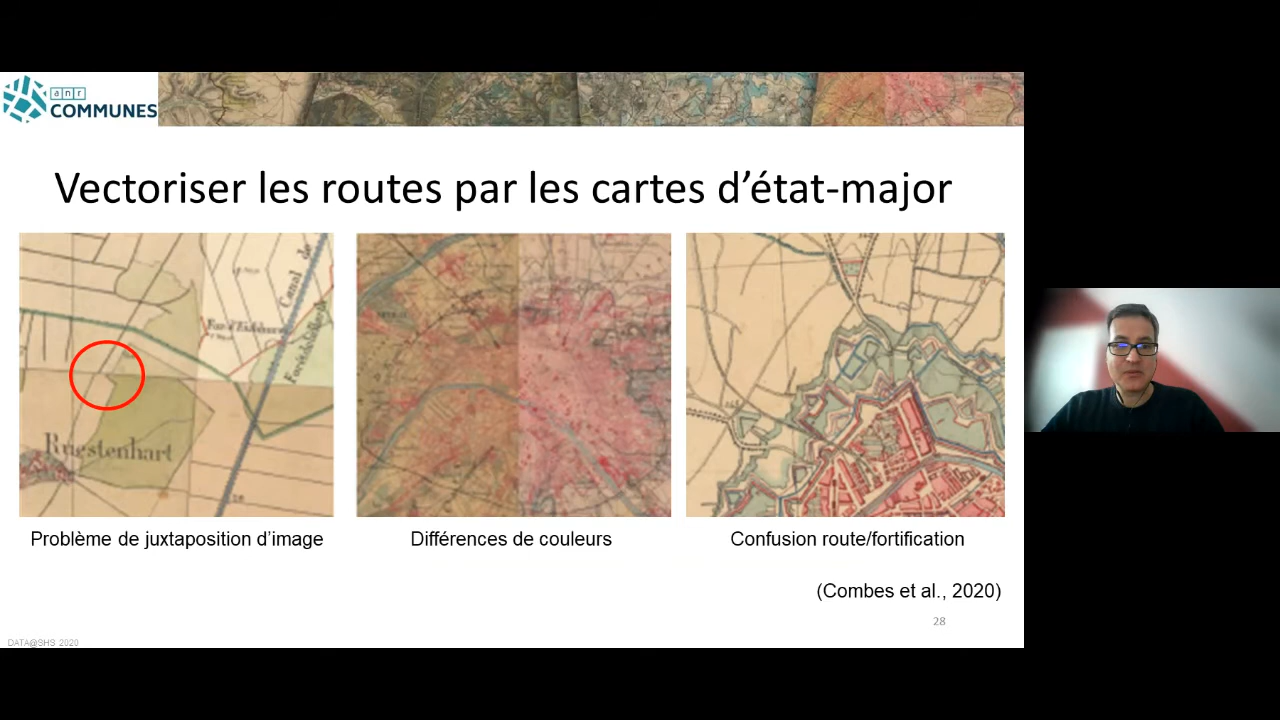 anr
COMMUNES
Vectoriser les routes par les cartes d’état-major
Canal de
Riestenhart
Problème de juxtaposition d’image
Différences de couleurs
Confusion route/fortification
(Combes et al., 2020)
28
DATA@SHS 2020